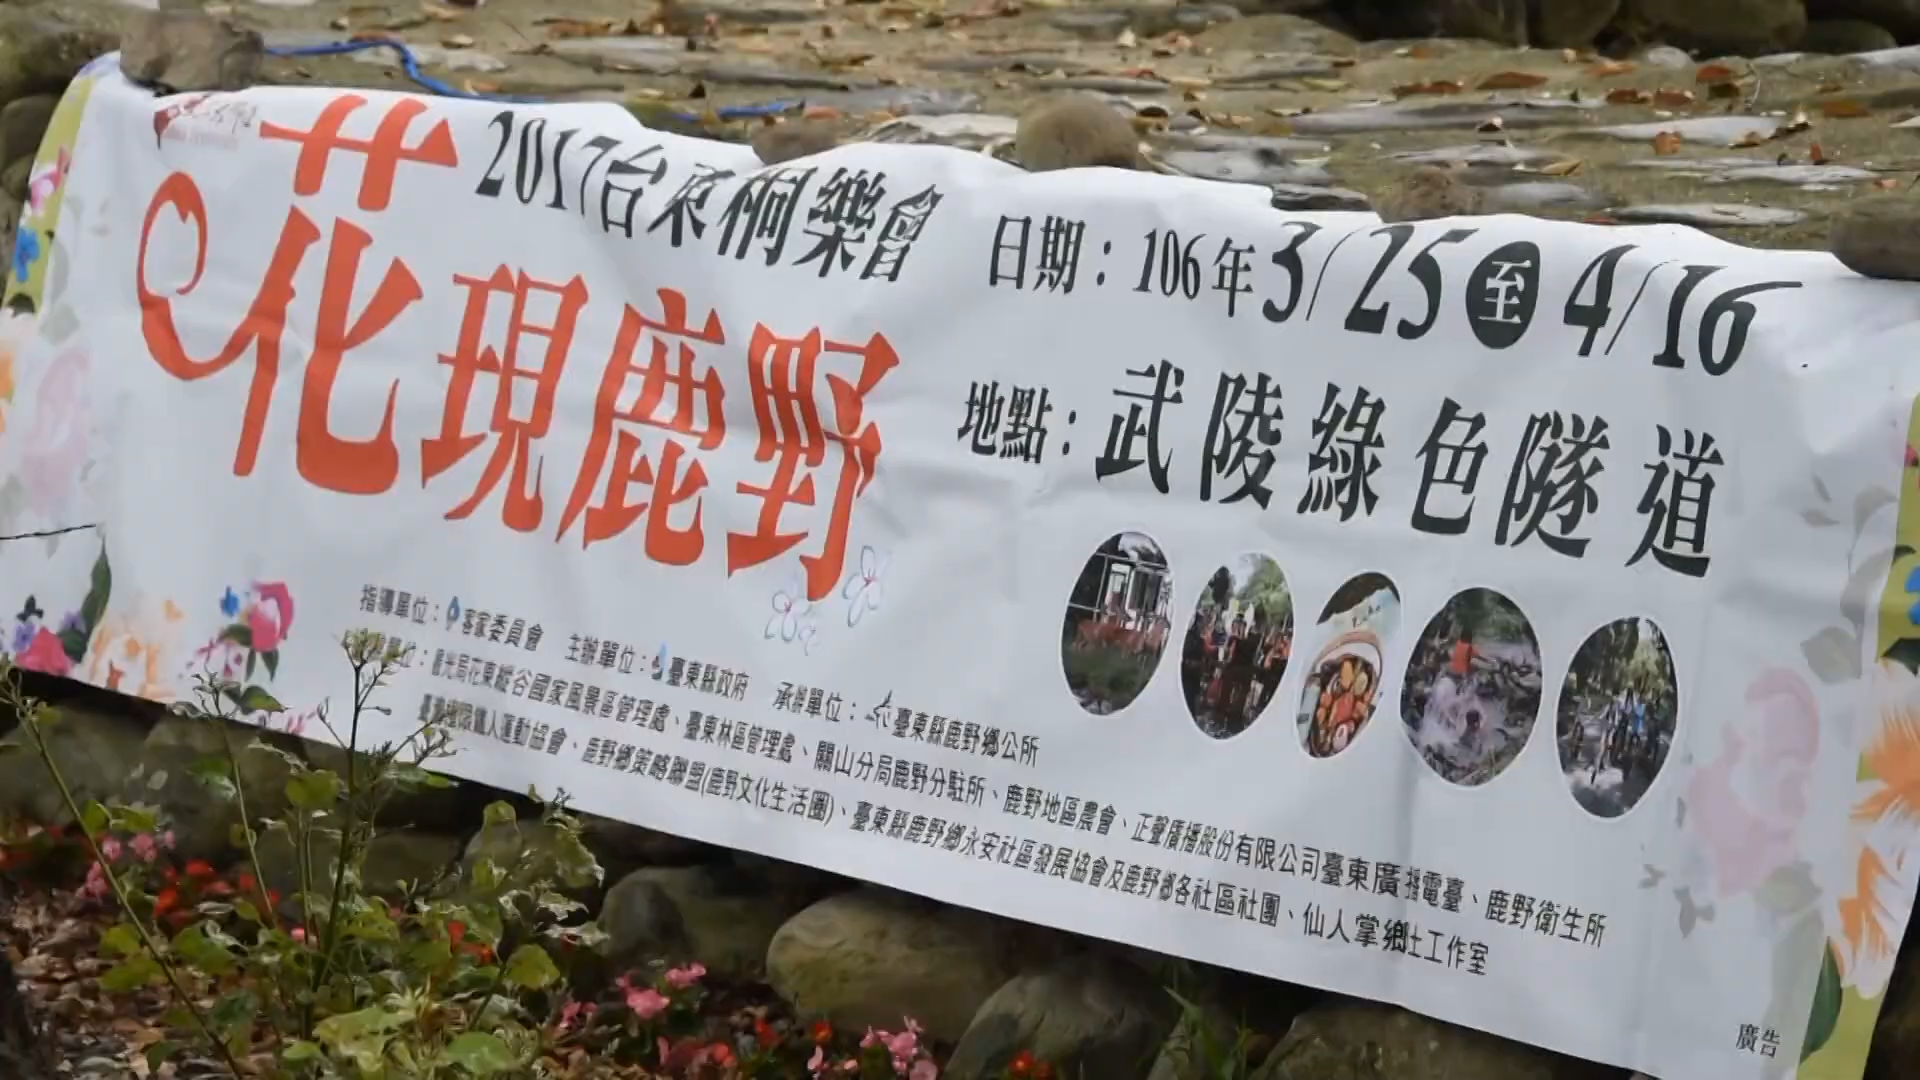 2017台東桐樂會
花現鹿野
日期：106年3/25至4/16
地點：武陵綠色隧道
指導單位：客家委員會 主辦單位：臺東縣政府 承辦單位：臺東縣鹿野鄉公所
單位：觀光局花東縱谷國家風景區管理處、臺東林區管理處、關山分局鹿野分駐所、鹿野地區農會、正聲廣播股份有限公司臺東廣播電臺、鹿野衛生所
鐵人運動協會、鹿野鄉策略聯盟(鹿野文化生活圈)、臺東縣鹿野鄉永安社區發展協會及鹿野鄉各社區社團、仙人掌鄉土工作室
廣告